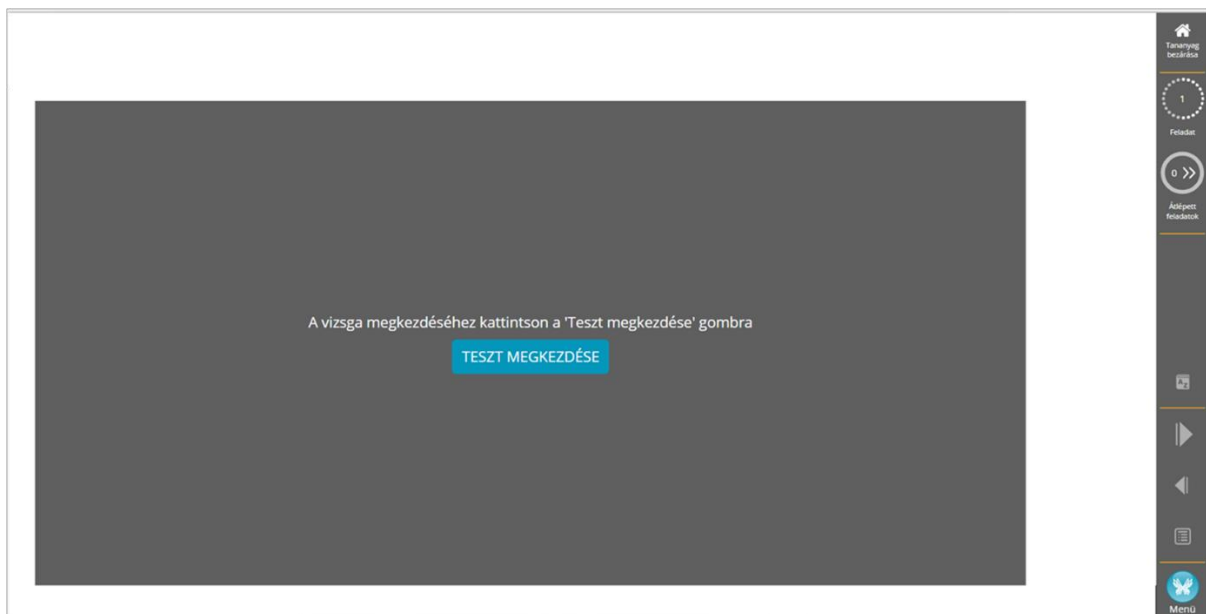 Tananyag
bezárása
1
Feladat
0
Átlépett
feladatok
A vizsga megkezdéséhez kattintson a 'Teszt megkezdése' gombra
TESZT MEGKEZDÉSE
Menü